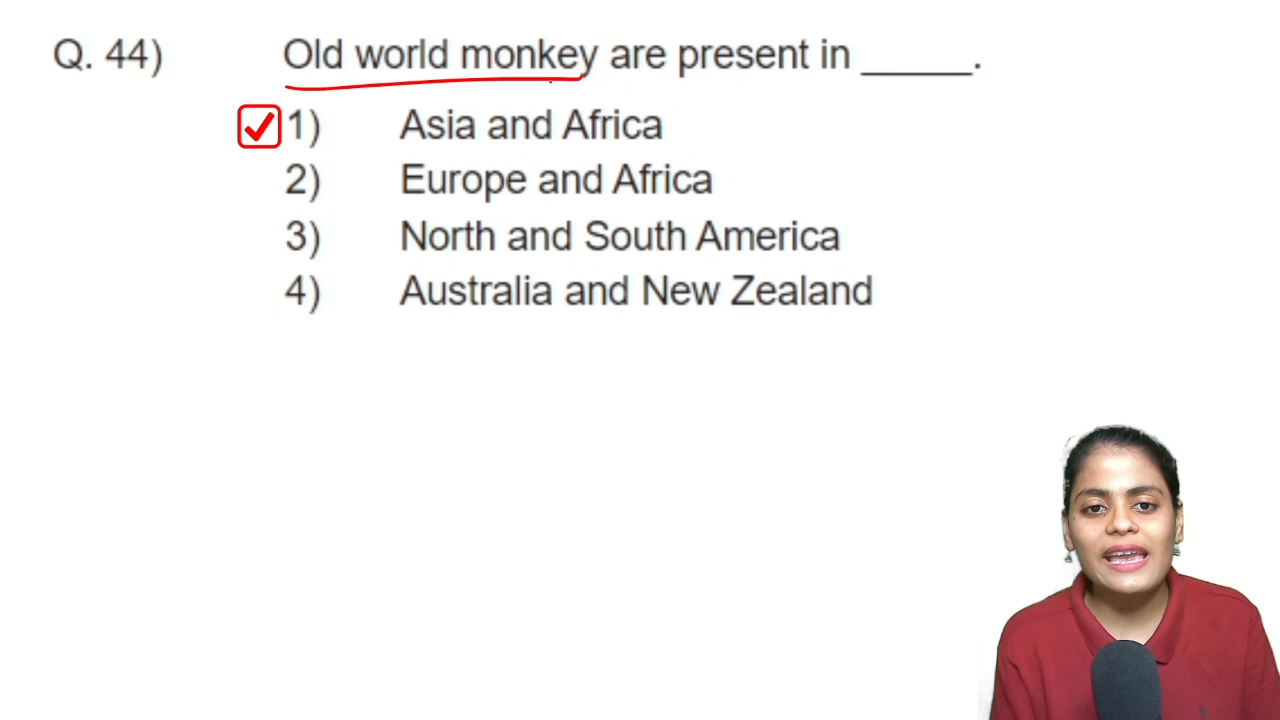 Q. 44) Old world monkey are present in _____.
1) Asia and Africa
2) Europe and Africa
3) North and South America
4) Australia and New Zealand